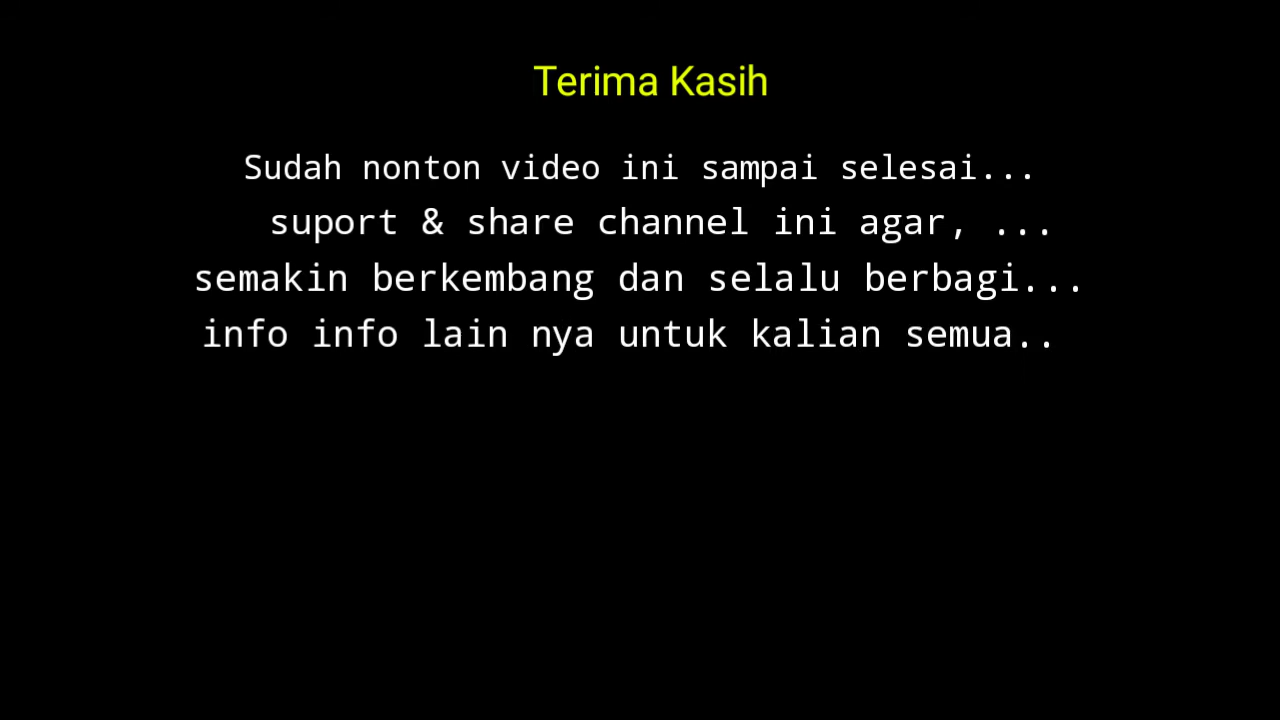 Terima Kasih
Sudah nonton video ini sampai selesai...
suport & share channel ini agar, ...
semakin berkembang dan selalu berbagi...
info info lain nya untuk kalian semua..